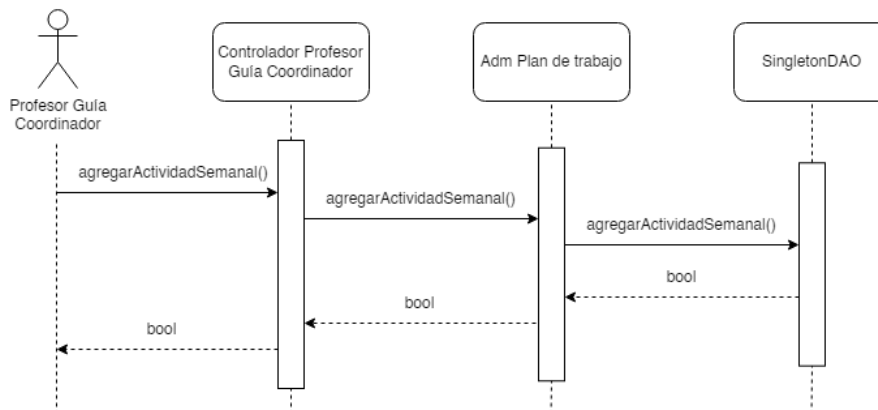 Controlador Profesor
Guía Coordinador
Adm Plan de trabajo
SingletonDAO
Profesor Guía
Coordinador
agregarActividadSemanal()
agregarActividadSemanal()
agregarActividadSemanal()
bool
bool
bool